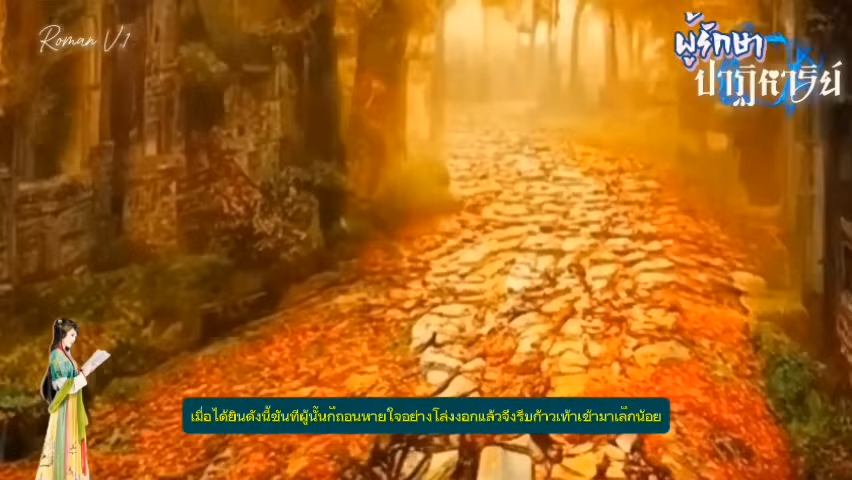 Roman V.1
ผู้รักษา
ปาฏิหาริย์
เมื่อได้ยินดังนี้ขันทีผู้นั้นก็ถอนหายใจอย่างโล่งงอกแล้วจึงรีบก้าวเท้าเข้ามาเล็กน้อย